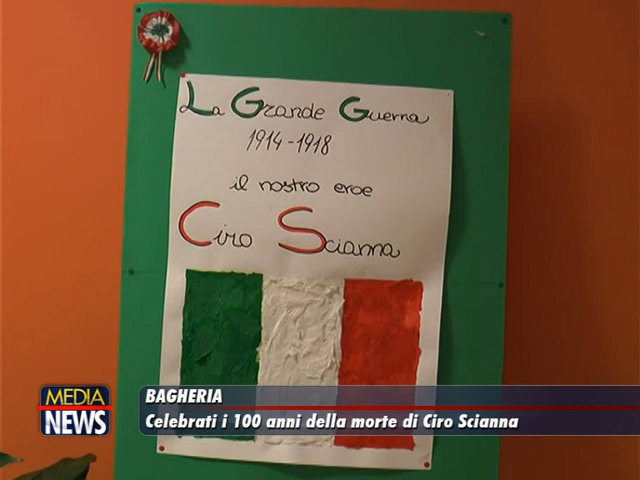 La Grande Guerra
1914-1918
il nostro eroe
Ciro Scianna
MEDIA
NEWS
BAGHERIA
Celebrati i 100 anni della morte di Ciro Scianna